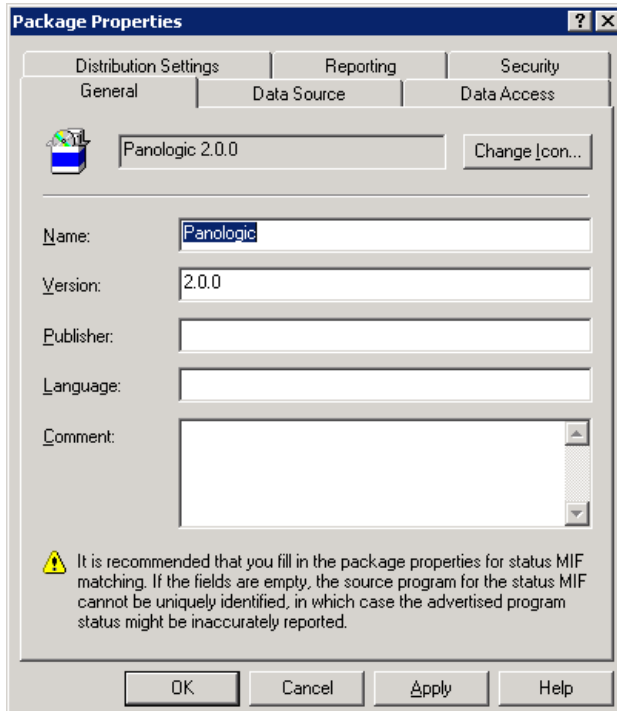 Package Properties
Distribution Settings Reporting Security
General Data Source Data Access
Panologic 2.0.0 Change Icon...
Name: Panologic
Version: 2.0.0
Publisher:
Language:
Comment:
It is recommended that you fill in the package properties for status MIF
matching. If the fields are empty, the source program for the status MIF
cannot be uniquely identified, in which case the advertised program
status might be inaccurately reported.
OK Cancel Apply Help